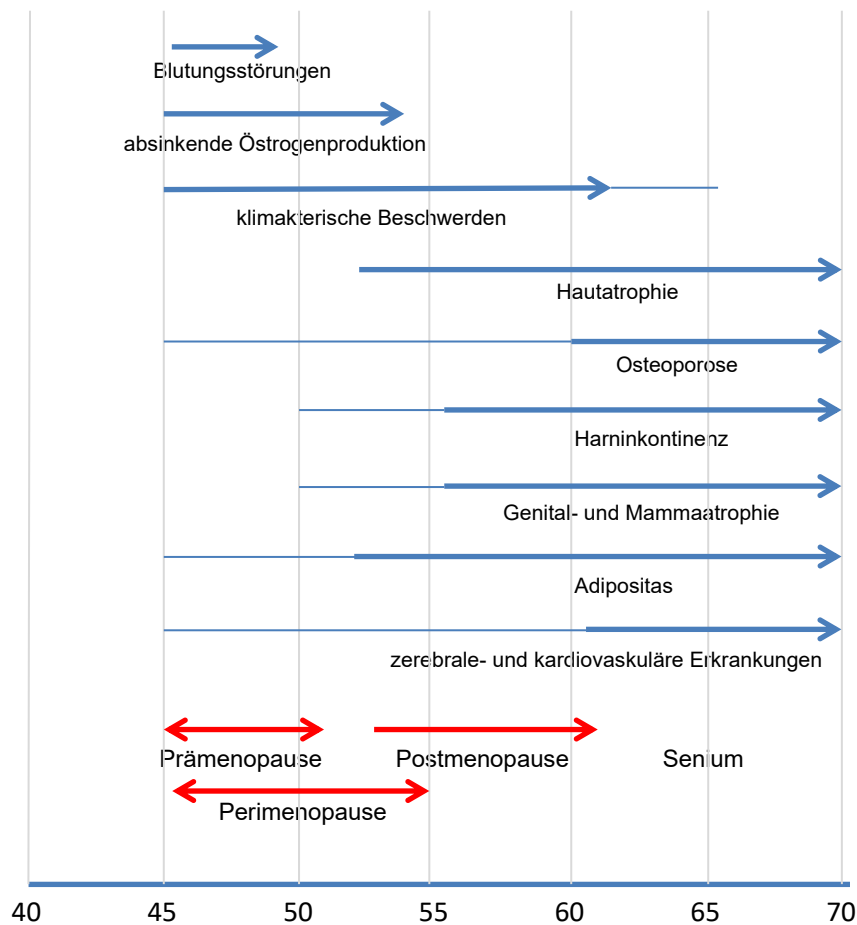 Blutungsstörungen
absinkende Östrogenproduktion
klimakterische Beschwerden
Hautatrophie
Osteoporose
Harninkontinenz
Genital- und Mammaatrophie
Adipositas
zerebrale- und kardiovaskuläre Erkrankungen
Prämenopause Postmenopause Senium
Perimenopause
40 45 50 55 60 65 70